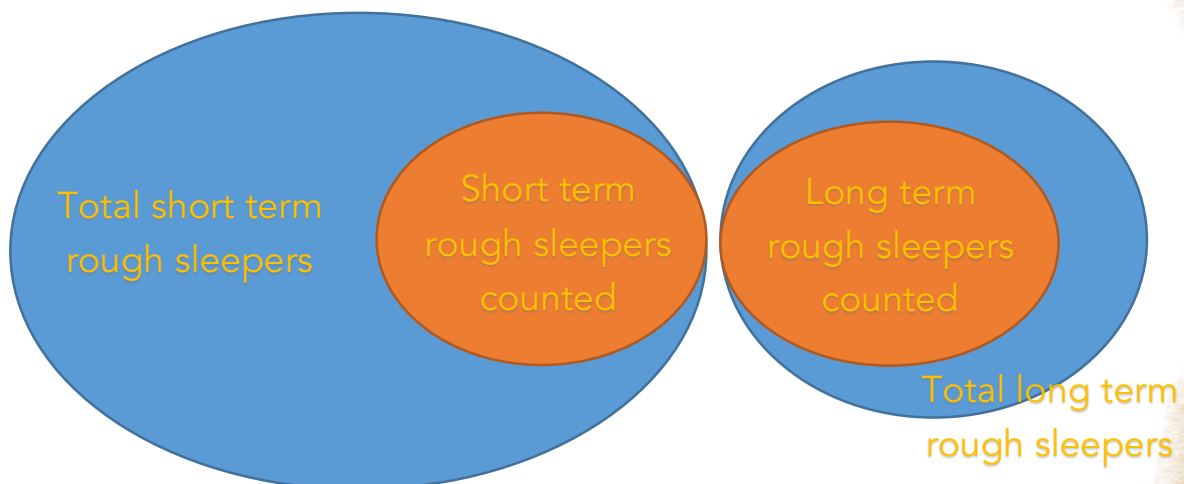 Total short term
rough sleepers
Short term
rough sleepers
counted
Long term
rough sleepers
counted
Total long term
rough sleepers